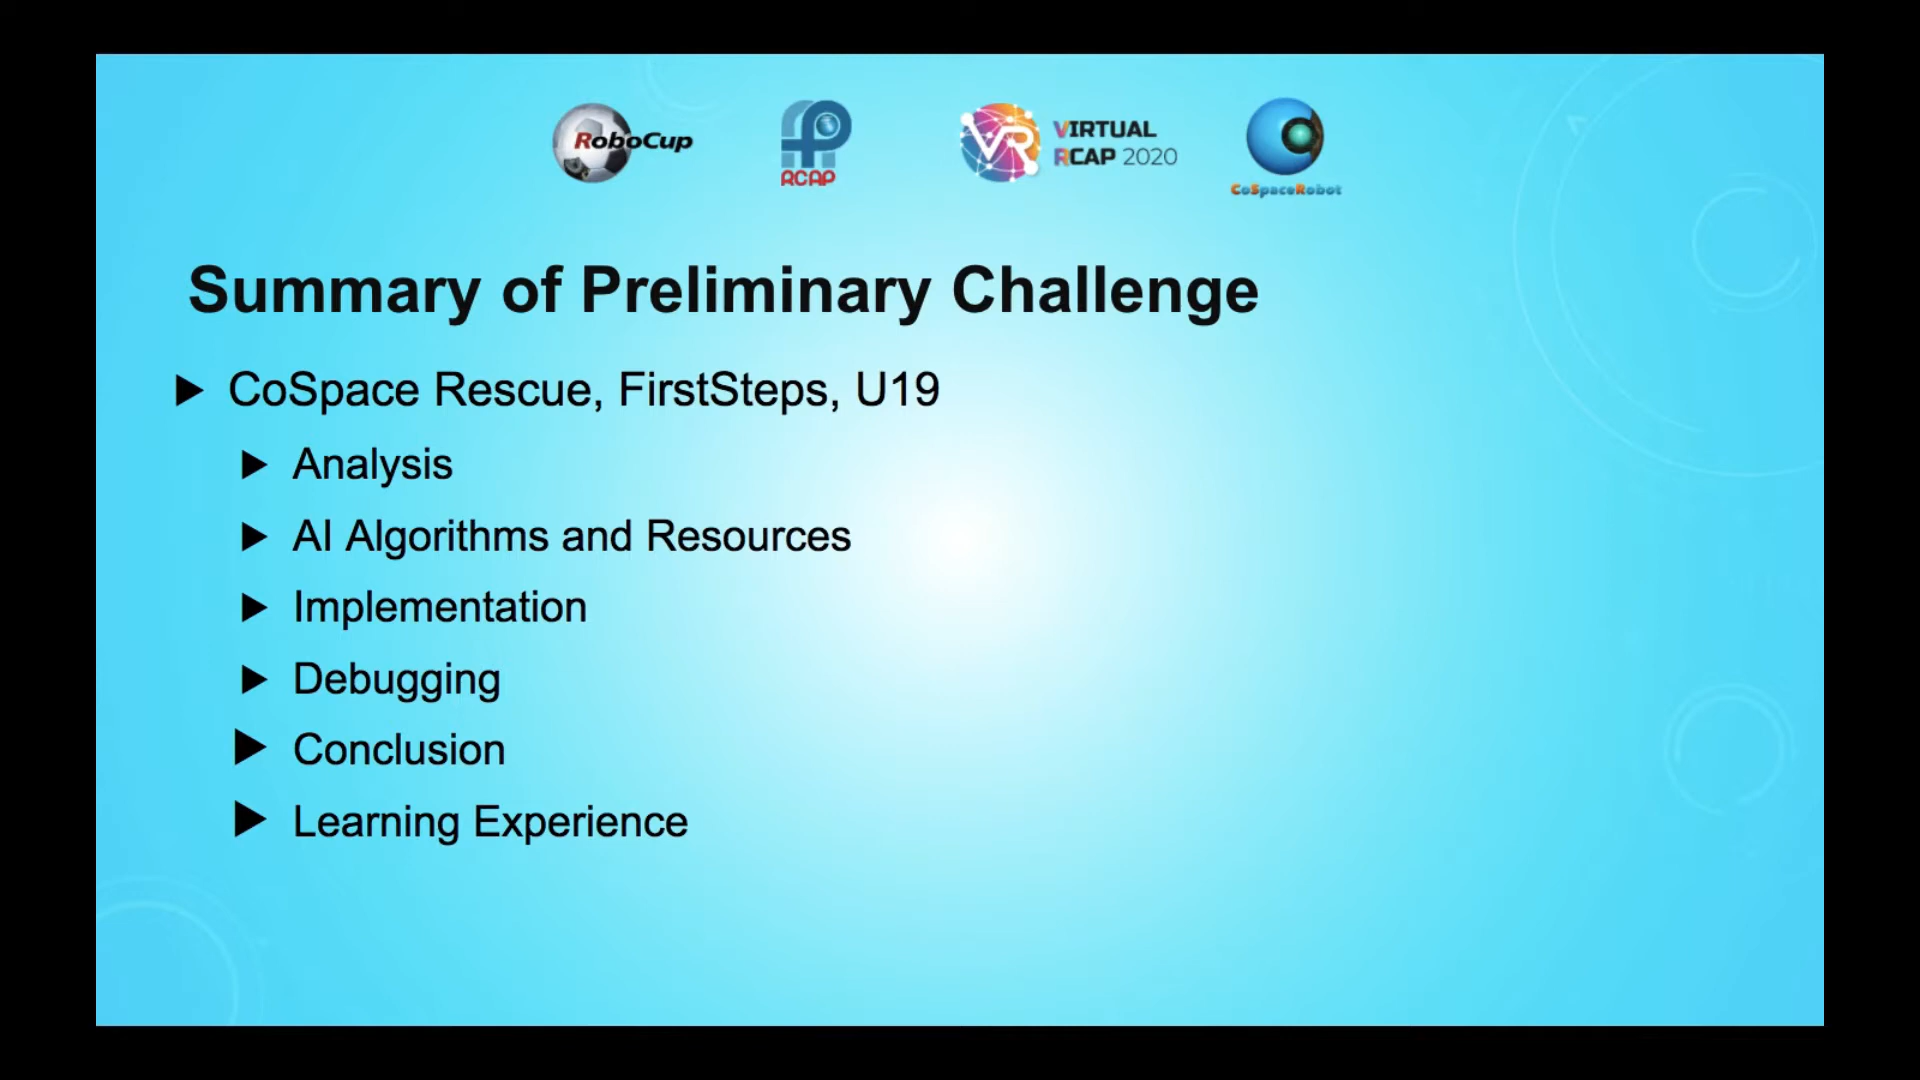 RoboCup
RCAP
VR
VIRTUAL
RCAP 2020
CoSpaceRobot
Summary of Preliminary Challenge
CoSpace Rescue, FirstSteps, U19
Analysis
AI Algorithms and Resources
Implementation
Debugging
Conclusion
Learning Experience